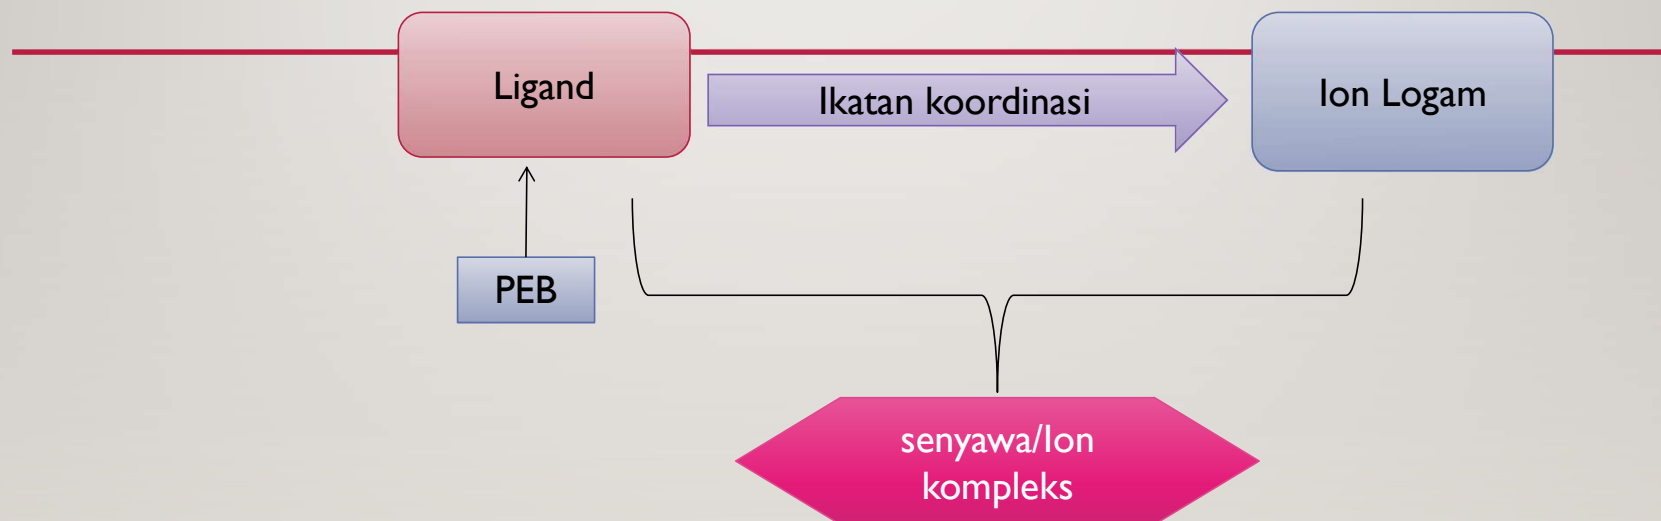 Ligand
Ikatan koordinasi
Ion Logam
PEB
senyawa/Ion
kompleks